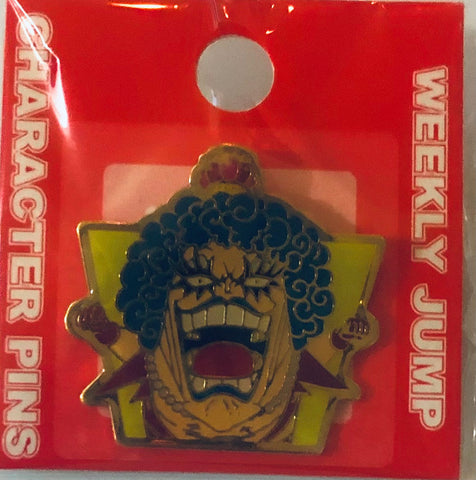 CHARACTER PINS
WEEKLY JUMP